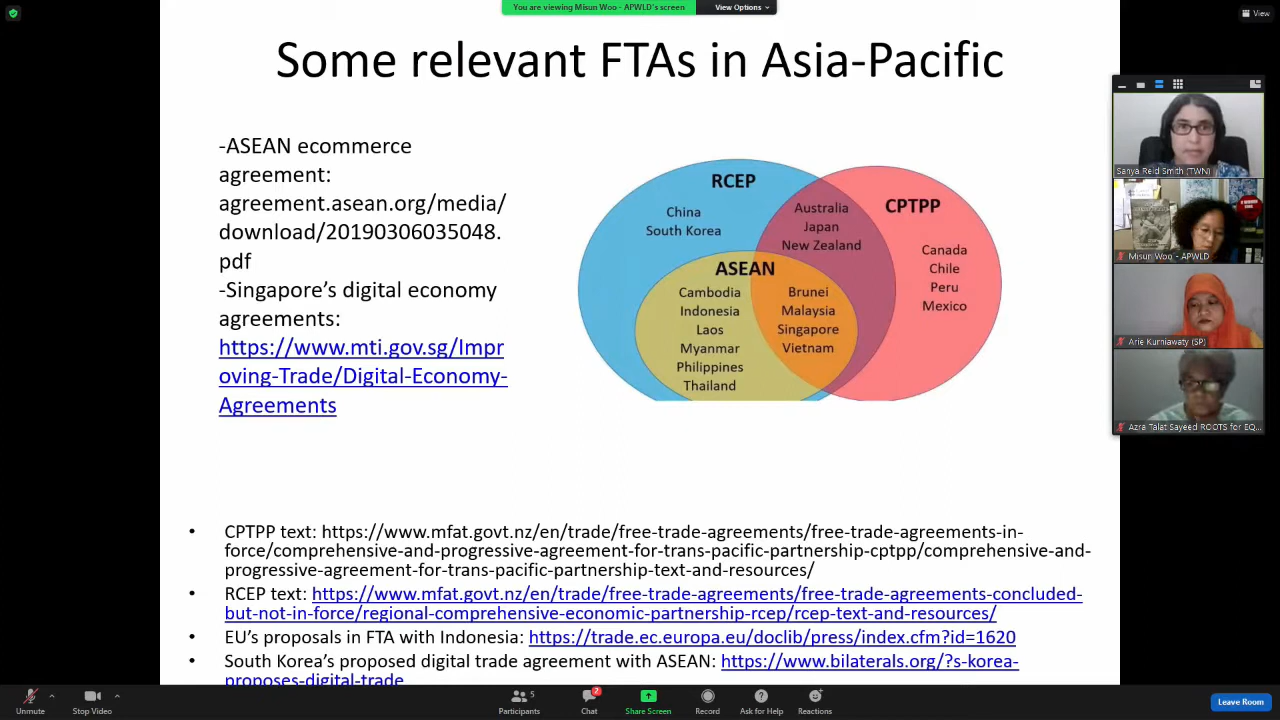 You are viewing Misun Woo - APWLD's screen
View Options
View
Some relevant FTAs in Asia-Pacific
-ASEAN ecommerce
agreement:
agreement.asean.org/media/
download/20190306035048.
pdf
-Singapore’s digital economy
agreements:
https://www.mti.gov.sg/Impr
oving-Trade/Digital-Economy-
Agreements
RCEP
China
South Korea
Australia
Japan
New Zealand
CPTPP
Canada
Chile
Peru
Mexico
ASEAN
Cambodia
Indonesia
Laos
Myanmar
Philippines
Thailand
Brunei
Malaysia
Singapore
Vietnam
Sanya Reid Smith (TWN)
Misun Woo - APWLD
Arie Kurniawaty (SP)
Azra Talat Sayeed ROOTS for EQ...
• CPTPP text: https://www.mfat.govt.nz/en/trade/free-trade-agreements/free-trade-agreements-in-
force/comprehensive-and-progressive-agreement-for-trans-pacific-partnership-cptpp/comprehensive-and-
progressive-agreement-for-trans-pacific-partnership-text-and-resources/
• RCEP text: https://www.mfat.govt.nz/en/trade/free-trade-agreements/free-trade-agreements-concluded-
but-not-in-force/regional-comprehensive-economic-partnership-rcep/rcep-text-and-resources/
• EU’s proposals in FTA with Indonesia: https://trade.ec.europa.eu/doclib/press/index.cfm?id=1620
• South Korea’s proposed digital trade agreement with ASEAN: https://www.bilaterals.org/?s-korea-
proposes-digital-trade
Unmute
Stop Video
Participants
5
Chat
2
Share Screen
Record
Ask for Help
Reactions
Leave Room